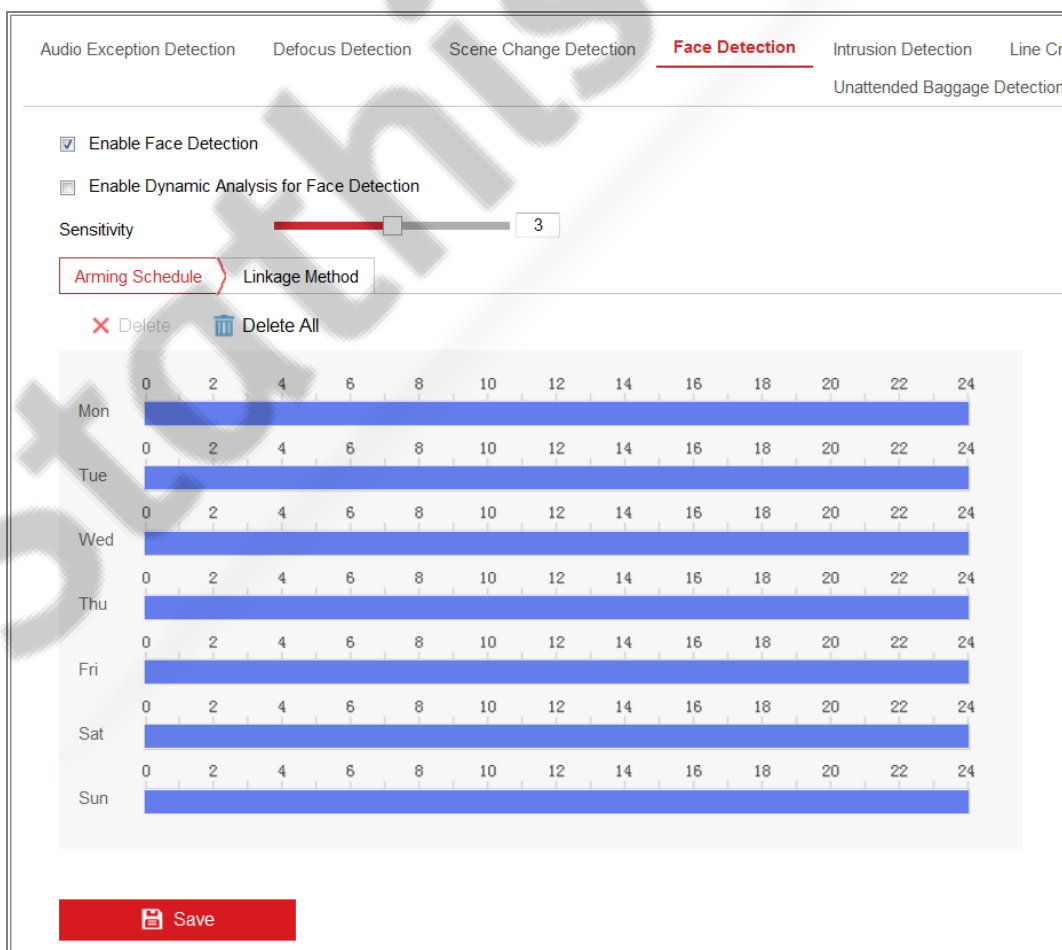 Audio Exception Detection Defocus Detection Scene Change Detection Face Detection Intrusion Detection Line Cr
Unattended Baggage Detection
Enable Face Detection
Enable Dynamic Analysis for Face Detection
Sensitivity 3
Arming Schedule Linkage Method
Delete Delete All
0 2 4 6 8 10 12 14 16 18 20 22 24
Mon
0 2 4 6 8 10 12 14 16 18 20 22 24
Tue
0 2 4 6 8 10 12 14 16 18 20 22 24
Wed
0 2 4 6 8 10 12 14 16 18 20 22 24
Thu
0 2 4 6 8 10 12 14 16 18 20 22 24
Fri
0 2 4 6 8 10 12 14 16 18 20 22 24
Sat
0 2 4 6 8 10 12 14 16 18 20 22 24
Sun
Save
Stathis